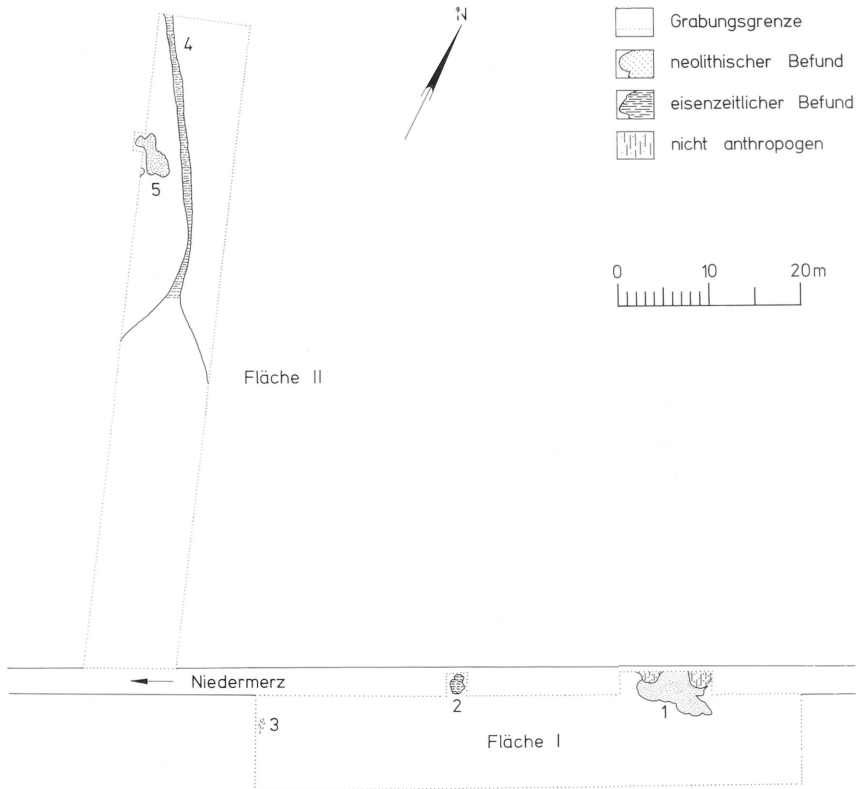 N
Grabungsgrenze
neolithischer Befund
eisenzeitlicher Befund
nicht anthropogen
0 10 20 m
4
5
Fläche II
Niedermerz
2
1
3
Fläche I